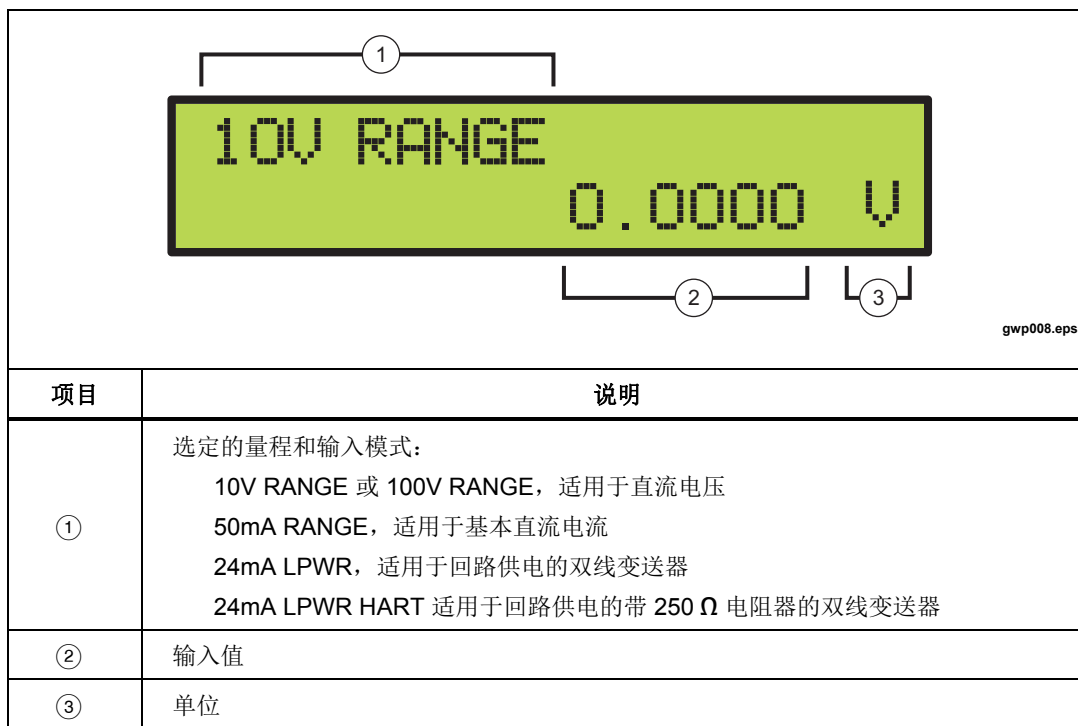 ①
10V RANGE
0.0000 V
② ③
gwp008.eps
项目 说明
① 选定的量程和输入模式：
10V RANGE 或 100V RANGE，适用于直流电压
50mA RANGE，适用于基本直流电流
24mA LPWR，适用于回路供电的双线变送器
24mA LPWR HART 适用于回路供电的带 250 Ω 电阻器的双线变送器
② 输入值
③ 单位